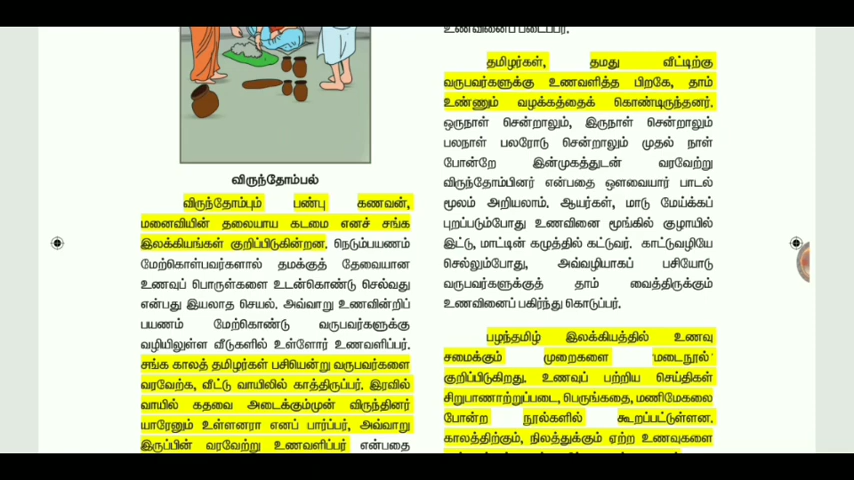 விருந்தோம்பல்
விருந்தோம்பும் பண்பு கணவன்,
மனைவியின் தலையாய கடமை எனச் சங்க
இலக்கியங்கள் குறிப்பிடுகின்றன. நெடும்பயணம்
மேற்கொள்பவர்களால் தமக்குத் தேவையான
உணவுப் பொருள்களை உடன்கொண்டு செல்வது
என்பது இயலாத செயல். அவ்வாறு உணவின்றிப்
பயணம் மேற்கொண்டு வருபவர்களுக்கு
வழியிலுள்ள வீடுகளில் உள்ளோர் உணவளிப்பர்.
சங்க காலத் தமிழர்கள் பசியென்று வருபவர்களை
வரவேற்க, வீட்டு வாயிலில் காத்திருப்பர். இரவில்
வாயில் கதவை அடைக்கும்முன் விருந்தினர்
யாரேனும் உள்ளனரா எனப் பார்ப்பர், அவ்வாறு
இருப்பின் வரவேற்று உணவளிப்பர் என்பதை
உணவினைப் படைப்பர்.
தமிழர்கள், தமது வீட்டிற்கு
வருபவர்களுக்கு உணவளித்த பிறகே, தாம்
உண்ணும் வழக்கத்தைக் கொண்டிருந்தனர்.
ஒருநாள் சென்றாலும், இருநாள் சென்றாலும்
பலநாள் பலரோடு சென்றாலும் முதல் நாள்
போன்றே இன்முகத்துடன் வரவேற்று
விருந்தோம்பினர் என்பதை ஔவையார் பாடல்
மூலம் அறியலாம். ஆயர்கள், மாடு மேய்க்கப்
புறப்படும்போது உணவினை மூங்கில் குழாயில்
இட்டு, மாட்டின் கழுத்தில் கட்டுவர். காட்டுவழியே
செல்லும்போது, அவ்வழியாகப் பசியோடு
வருபவர்களுக்குத் தாம் வைத்திருக்கும்
உணவினைப் பகிர்ந்து கொடுப்பர்.
பழந்தமிழ் இலக்கியத்தில் உணவு
சமைக்கும் முறைகளை 'மடைநூல்'
குறிப்பிடுகிறது. உணவுப் பற்றிய செய்திகள்
சிறுபாணாற்றுப்படை, பெருங்கதை, மணிமேகலை
போன்ற நூல்களில் கூறப்பட்டுள்ளன.
காலத்திற்கும், நிலத்துக்கும் ஏற்ற உணவுகளை